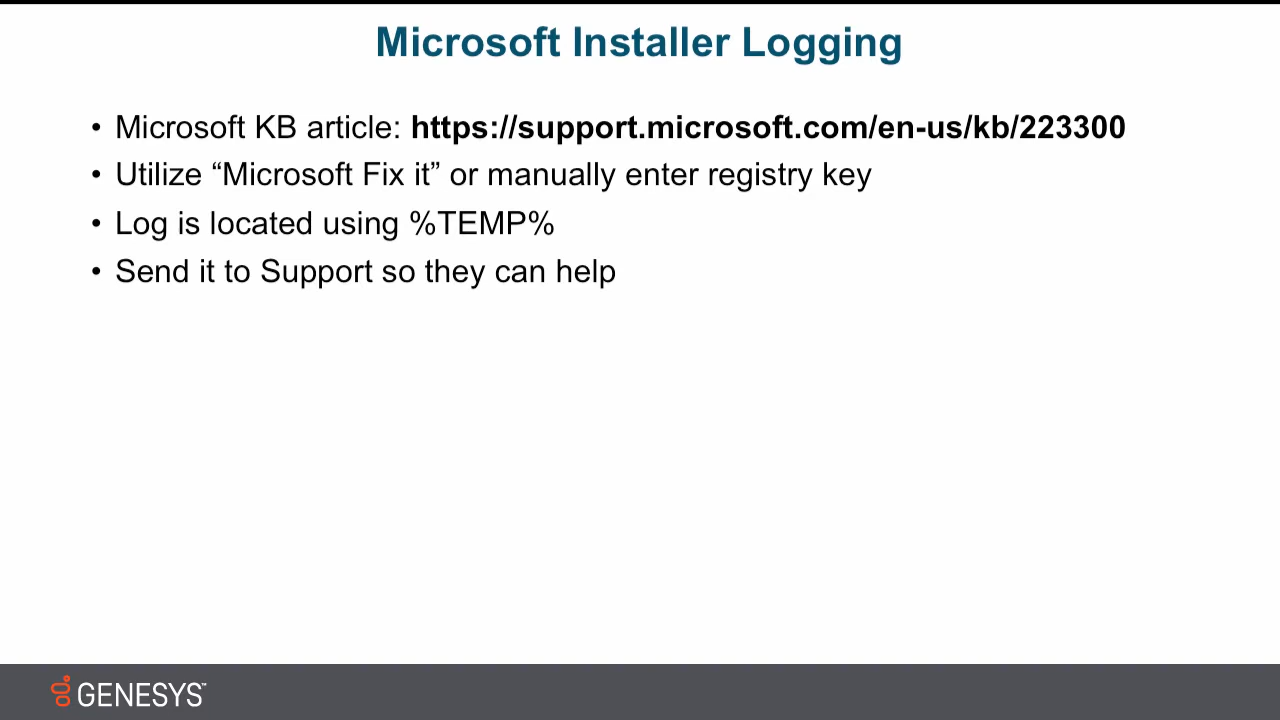 Microsoft Installer Logging
• Microsoft KB article: https://support.microsoft.com/en-us/kb/223300
• Utilize “Microsoft Fix it” or manually enter registry key
• Log is located using %TEMP%
• Send it to Support so they can help
GENESYS™